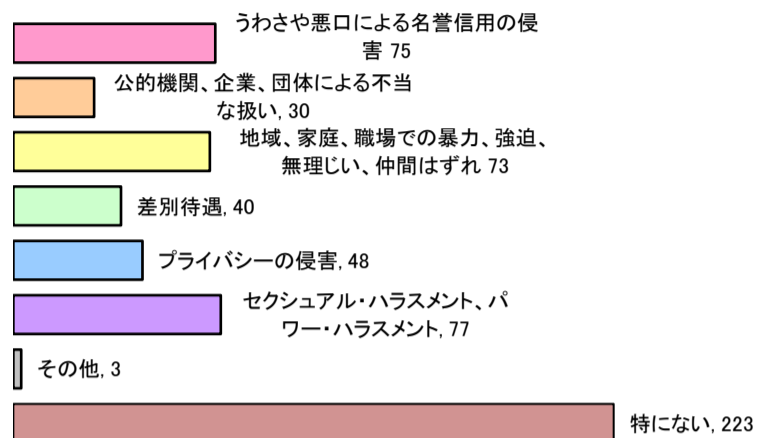 うわさや悪口による名誉信用の侵
害 75
公的機関、企業、団体による不当
な扱い, 30
地域、家庭、職場での暴力、強迫、
無理じい、仲間はずれ 73
差別待遇, 40
プライバシーの侵害, 48
セクシュアル・ハラスメント、パ
ワー・ハラスメント, 77
その他, 3
特にない, 223